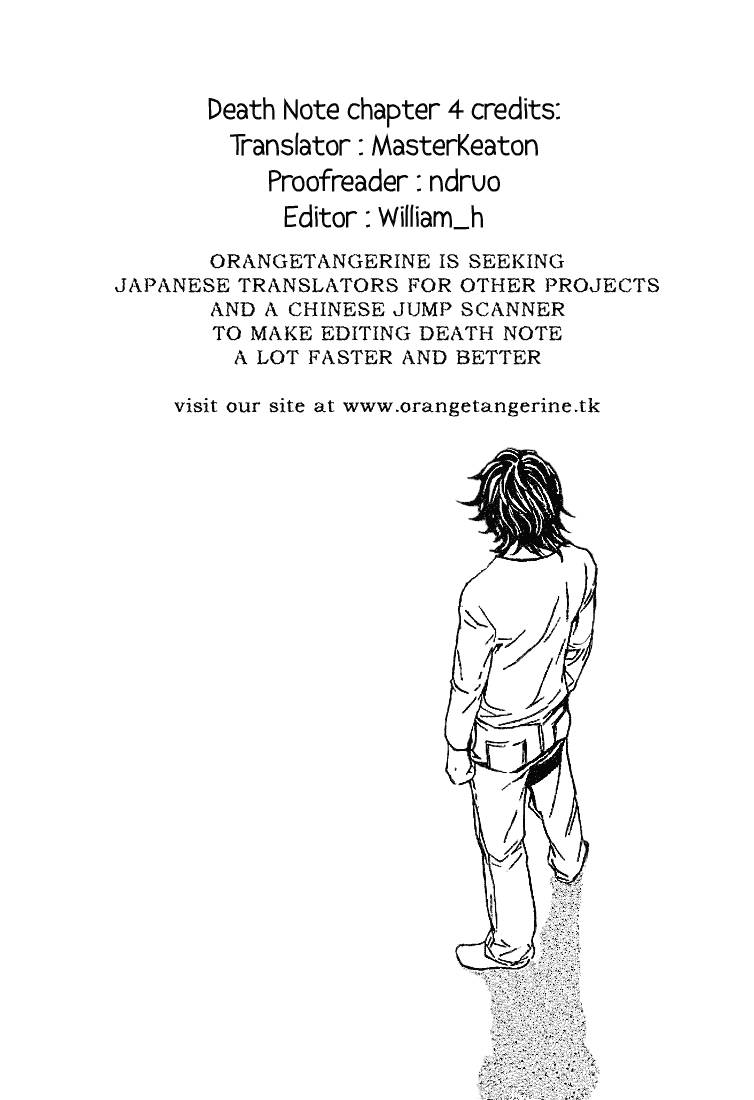 Death Note chapter 4 credits:
Translator : MasterKeaton
Proofreader : ndruo
Editor : William_h
ORANGETANGERINE IS SEEKING
JAPANESE TRANSLATORS FOR OTHER PROJECTS
AND A CHINESE JUMP SCANNER
TO MAKE EDITING DEATH NOTE
A LOT FASTER AND BETTER
visit our site at www.orangetangerine.tk